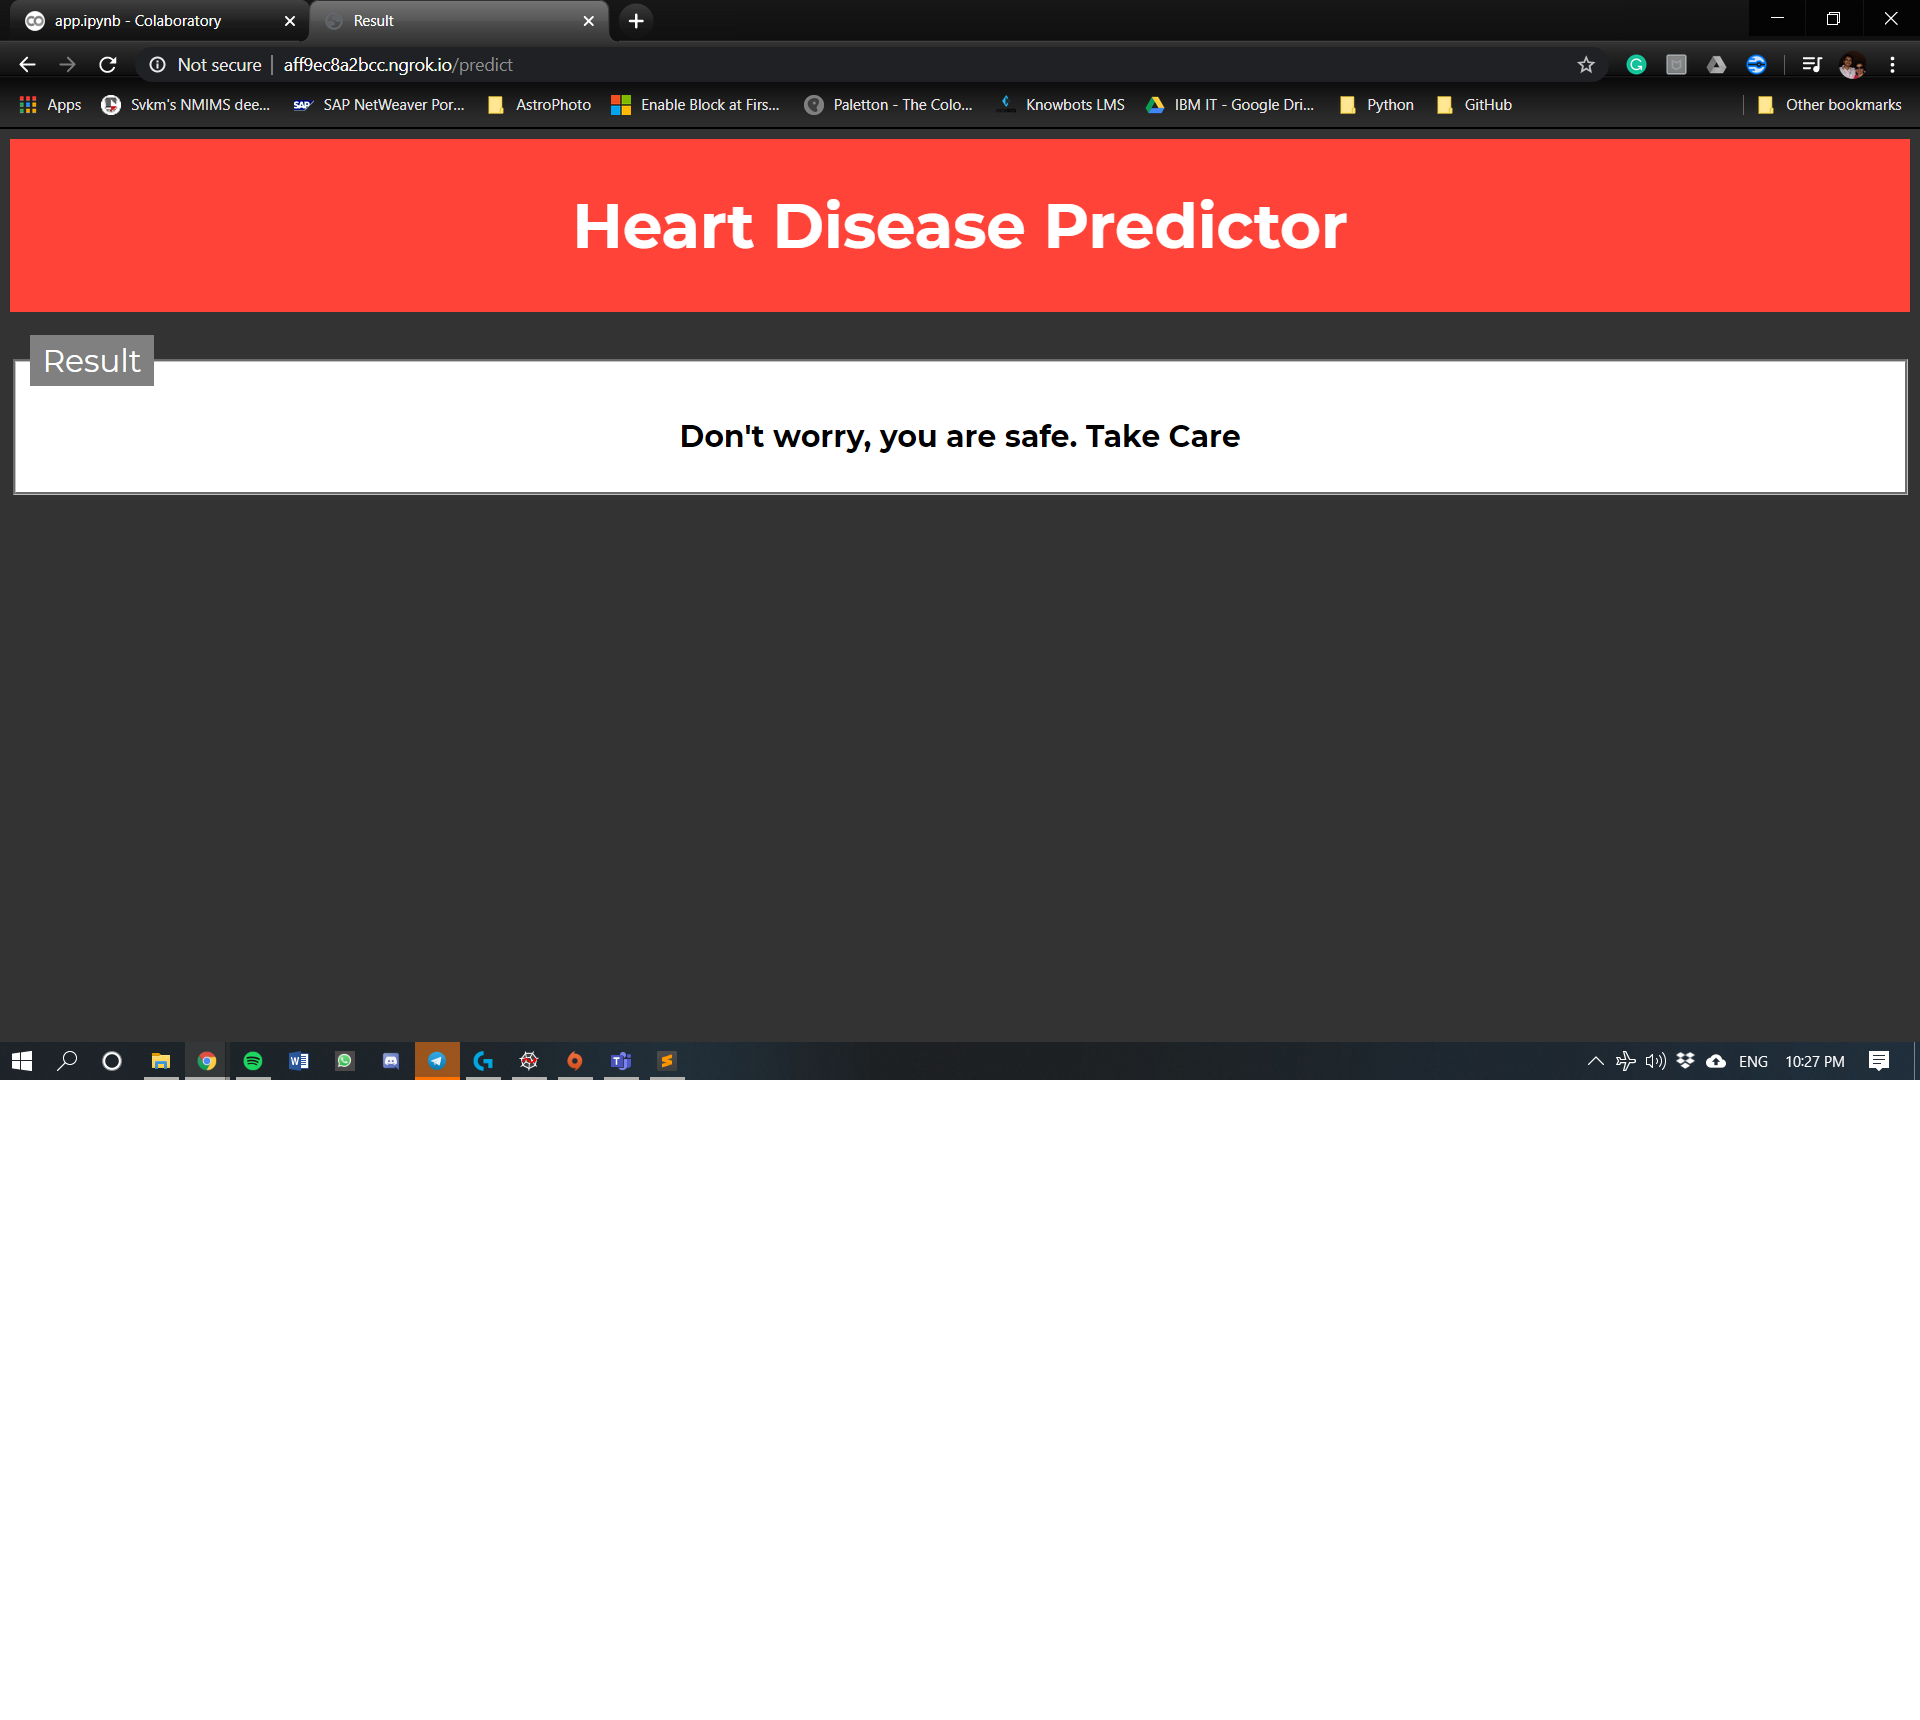 app.ipynb - Colaboratory
Result
Not secure
aff9ec8a2bcc.ngrok.io/predict
Apps
Svkm's NMIMS dee...
SAP
SAP NetWeaver Por...
AstroPhoto
Enable Block at Firs...
Paletton - The Colo...
Knowbots LMS
IBM IT - Google Dri...
Python
GitHub
Other bookmarks
Heart Disease Predictor
Result
Don't worry, you are safe. Take Care
ENG
10:27 PM